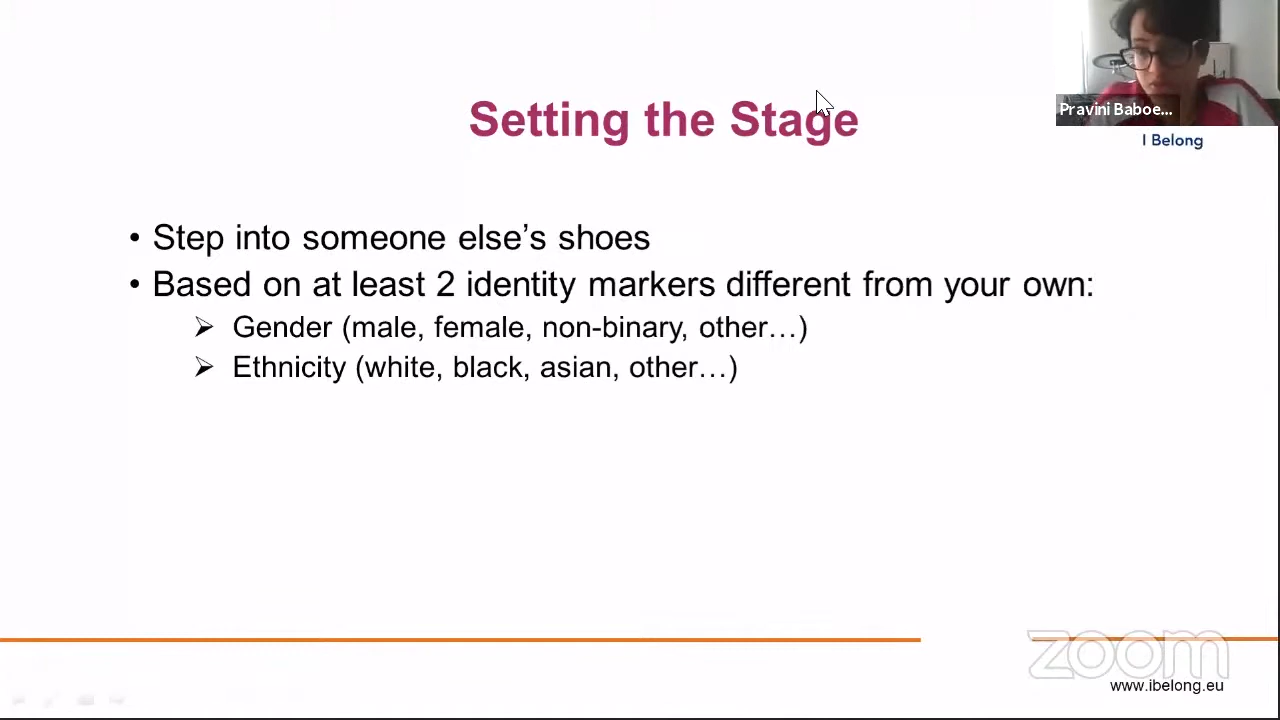 Setting the Stage
Pravini Baboe...
I Belong
• Step into someone else’s shoes
• Based on at least 2 identity markers different from your own:
➢ Gender (male, female, non-binary, other…)
➢ Ethnicity (white, black, asian, other…)
zoom
www.ibelong.eu